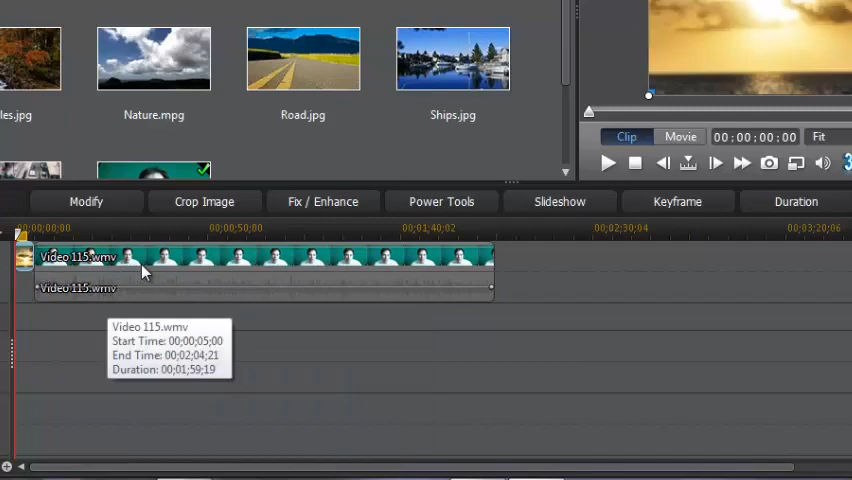 les.jpg
Nature.mpg
Road.jpg
Ships.jpg
Clip
Movie
00;00;00;00
Fit
Modify
Crop Image
Fix / Enhance
Power Tools
Slideshow
Keyframe
Duration
00;00;00;00
00;00;50;00
00;01;40;02
00;02;30;04
00;03;20;06
Video 115.wmv
Video 115.wmv
Video 115.wmv
Start Time: 00;00;05;00
End Time: 00;02;04;21
Duration: 00;01;59;19